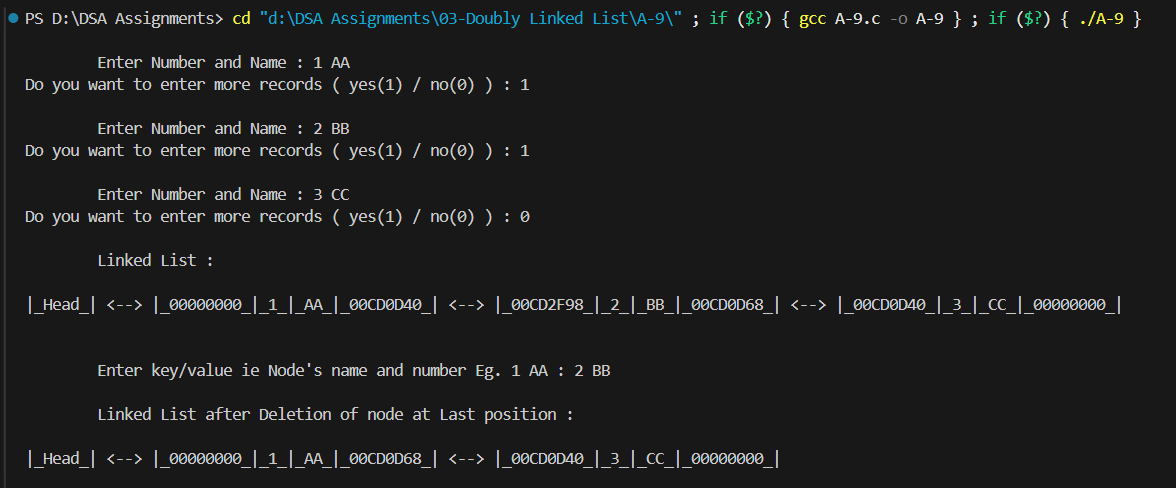 PS D:\DSA Assignments> cd "d:\DSA Assignments\03-Doubly Linked List\A-9\" ; if ($?) { gcc A-9.c -o A-9 } ; if ($?) { ./A-9 }
Enter Number and Name : 1 AA
Do you want to enter more records ( yes(1) / no(0) ) : 1
Enter Number and Name : 2 BB
Do you want to enter more records ( yes(1) / no(0) ) : 1
Enter Number and Name : 3 CC
Do you want to enter more records ( yes(1) / no(0) ) : 0
Linked List :
|_Head_| <--> |_00000000_|_1_|_AA_|_00CD0D40_| <--> |_00CD2F98_|_2_|_BB_|_00CD0D68_| <--> |_00CD0D40_|_3_|_CC_|_00000000_|
Enter key/value ie Node's name and number Eg. 1 AA : 2 BB
Linked List after Deletion of node at Last position :
|_Head_| <--> |_00000000_|_1_|_AA_|_00CD0D68_| <--> |_00CD0D40_|_3_|_CC_|_00000000_|